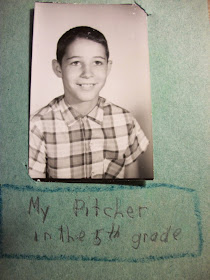 My Pitcher
in the 5th grade